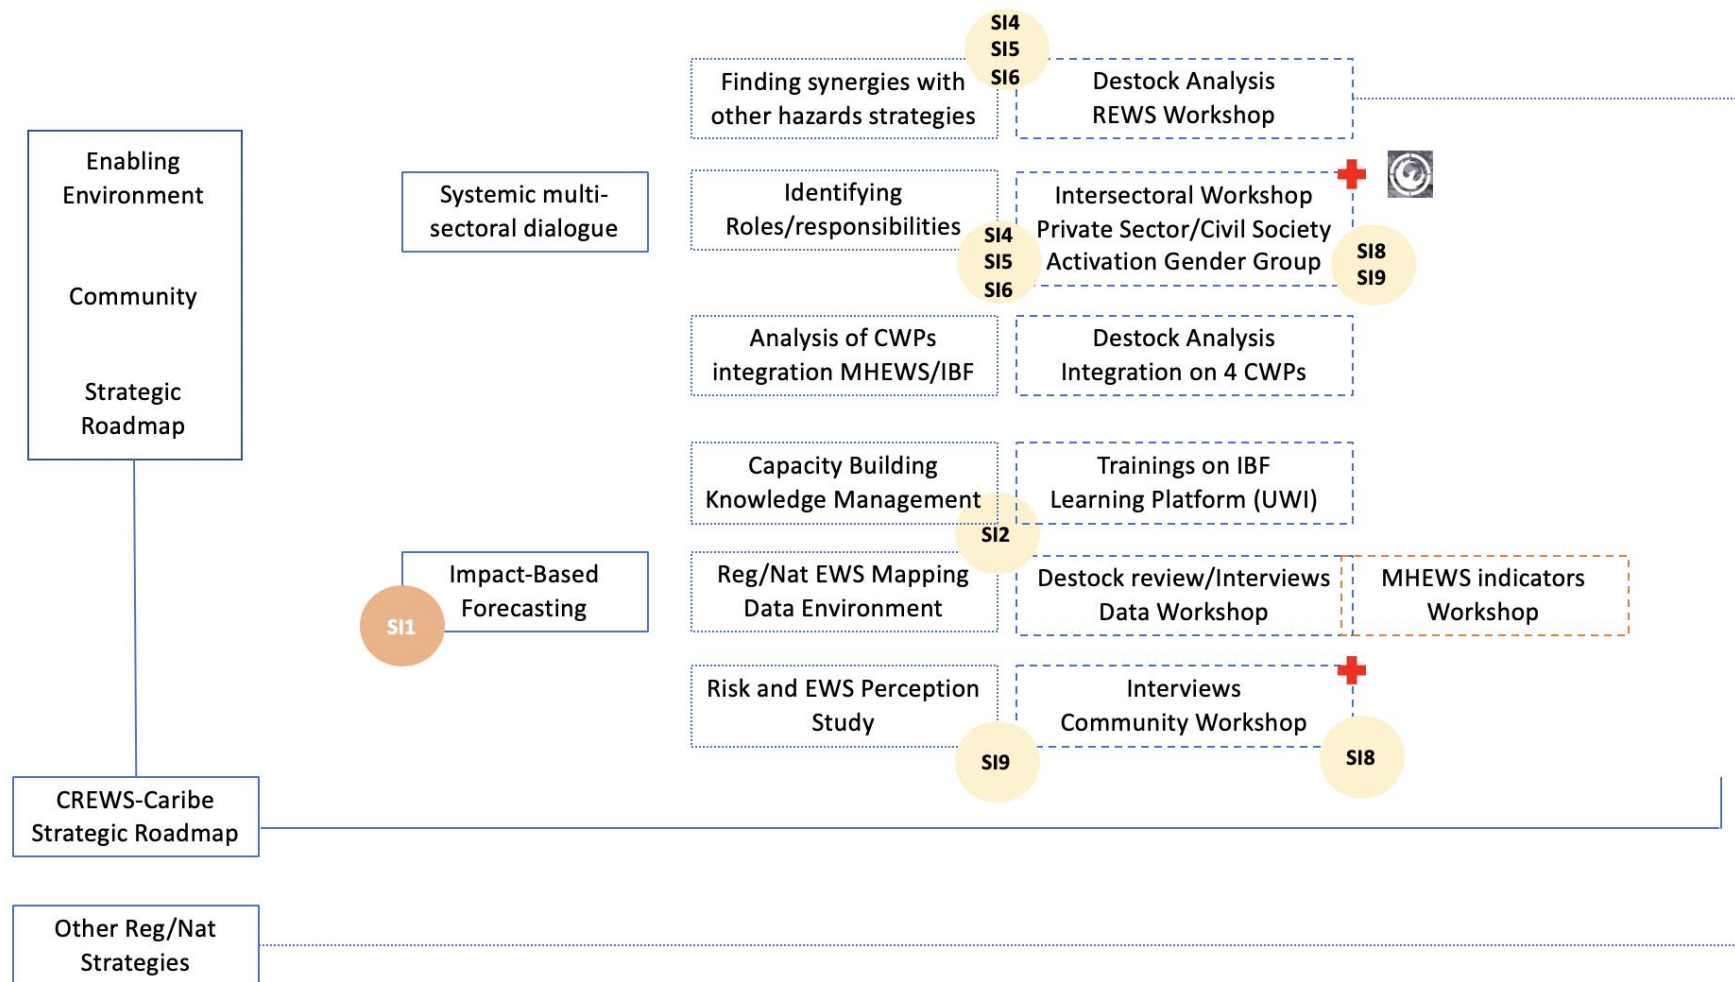 SI4
SI5
SI6
Finding synergies with
other hazards strategies
Destock Analysis
REWS Workshop
Enabling
Environment
Community
Strategic
Roadmap
Systemic multi-
sectoral dialogue
Identifying
Roles/responsibilities
SI4
SI5
SI6
Intersectoral Workshop
Private Sector/Civil Society
Activation Gender Group
SI8
SI9
Analysis of CWPs
integration MHEWS/IBF
Destock Analysis
Integration on 4 CWPs
Capacity Building
Knowledge Management
Trainings on IBF
Learning Platform (UWI)
SI2
Impact-Based
Forecasting
SI1
Reg/Nat EWS Mapping
Data Environment
Destock review/Interviews
Data Workshop
MHEWS indicators
Workshop
Risk and EWS Perception
Study
SI9
Interviews
Community Workshop
SI8
CREWS-Caribe
Strategic Roadmap
Other Reg/Nat
Strategies